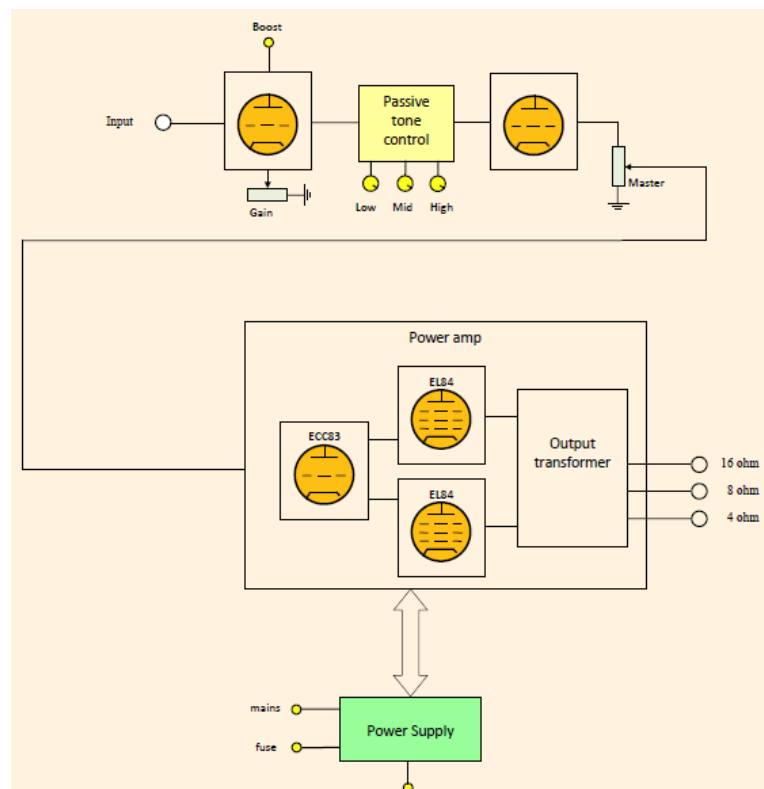 Boost
Input
Passive
tone
control
Gain
Low Mid High
Master
Power amp
EL84
ECC83
EL84
Output
transformer
16 ohm
8 ohm
4 ohm
mains
fuse
Power Supply